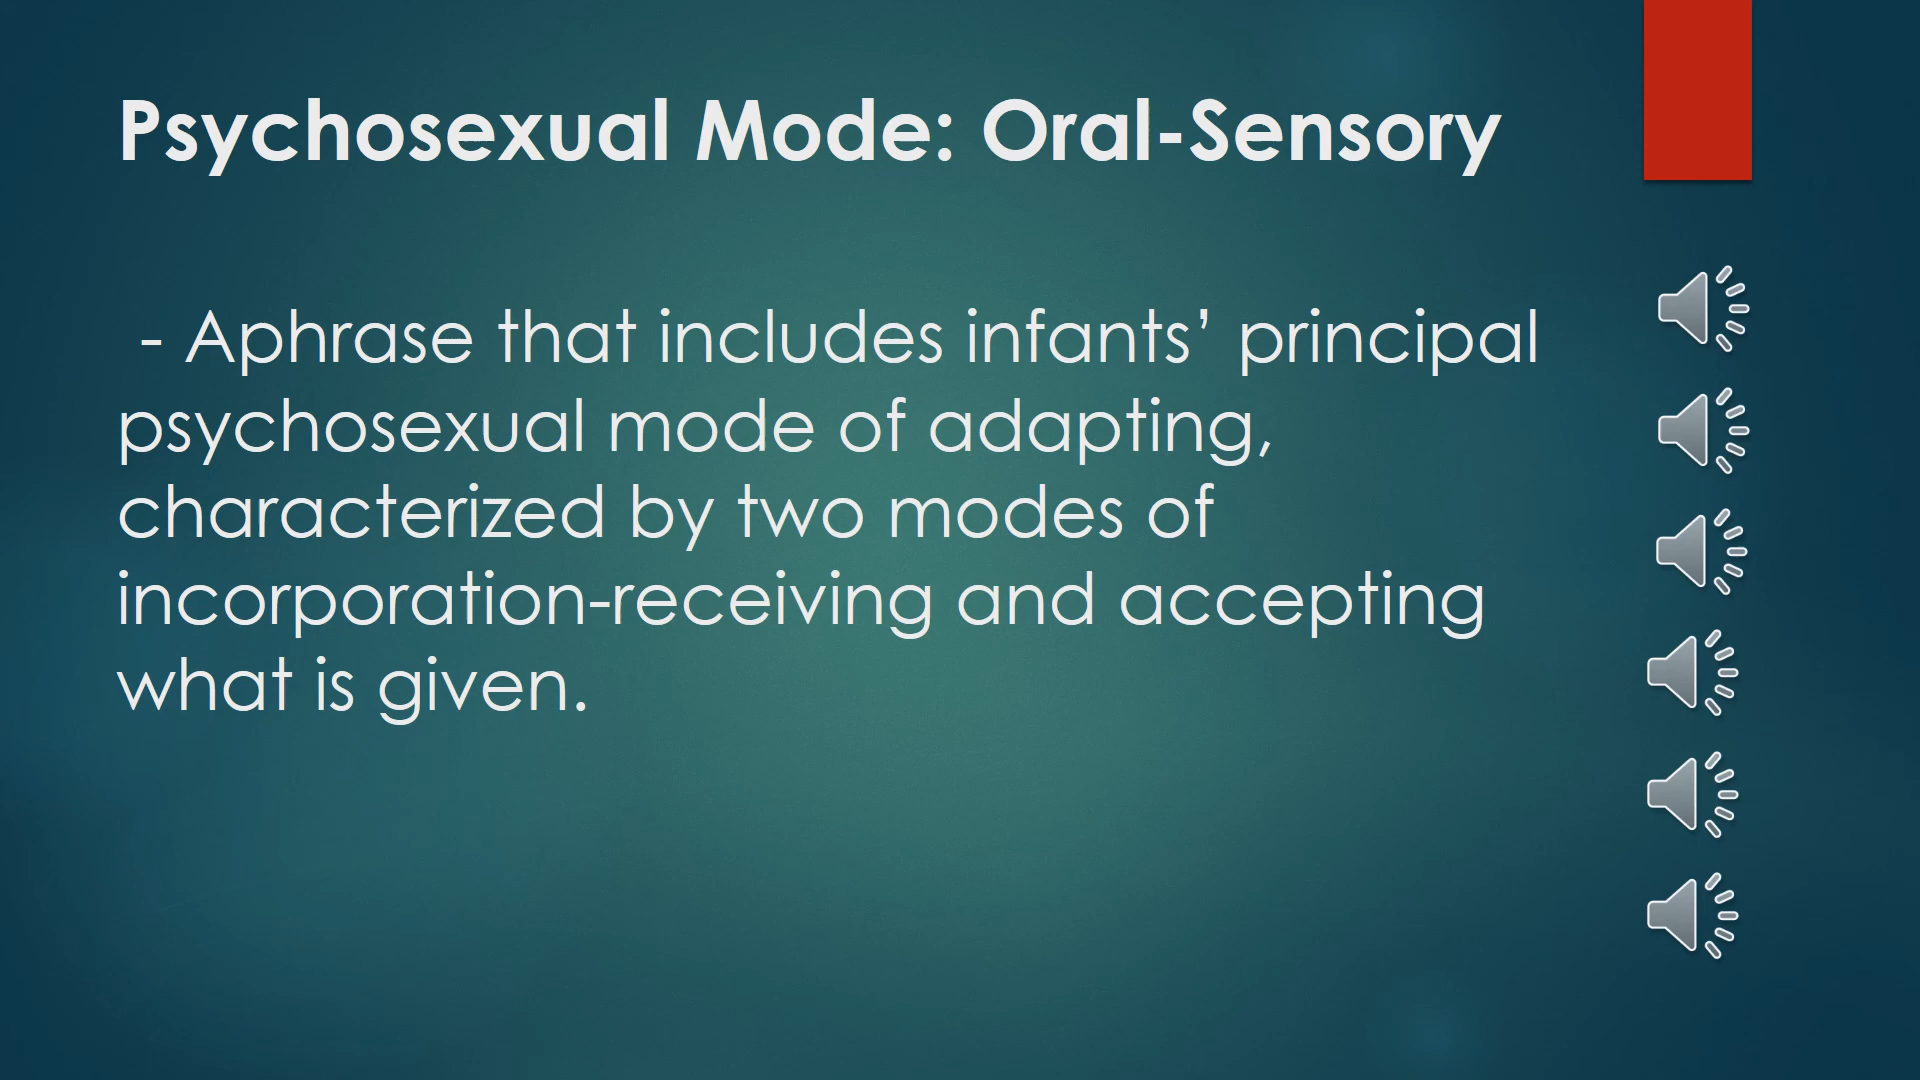 Psychosexual Mode: Oral-Sensory
- Aphrase that includes infants’ principal
psychosexual mode of adapting,
characterized by two modes of
incorporation-receiving and accepting
what is given.